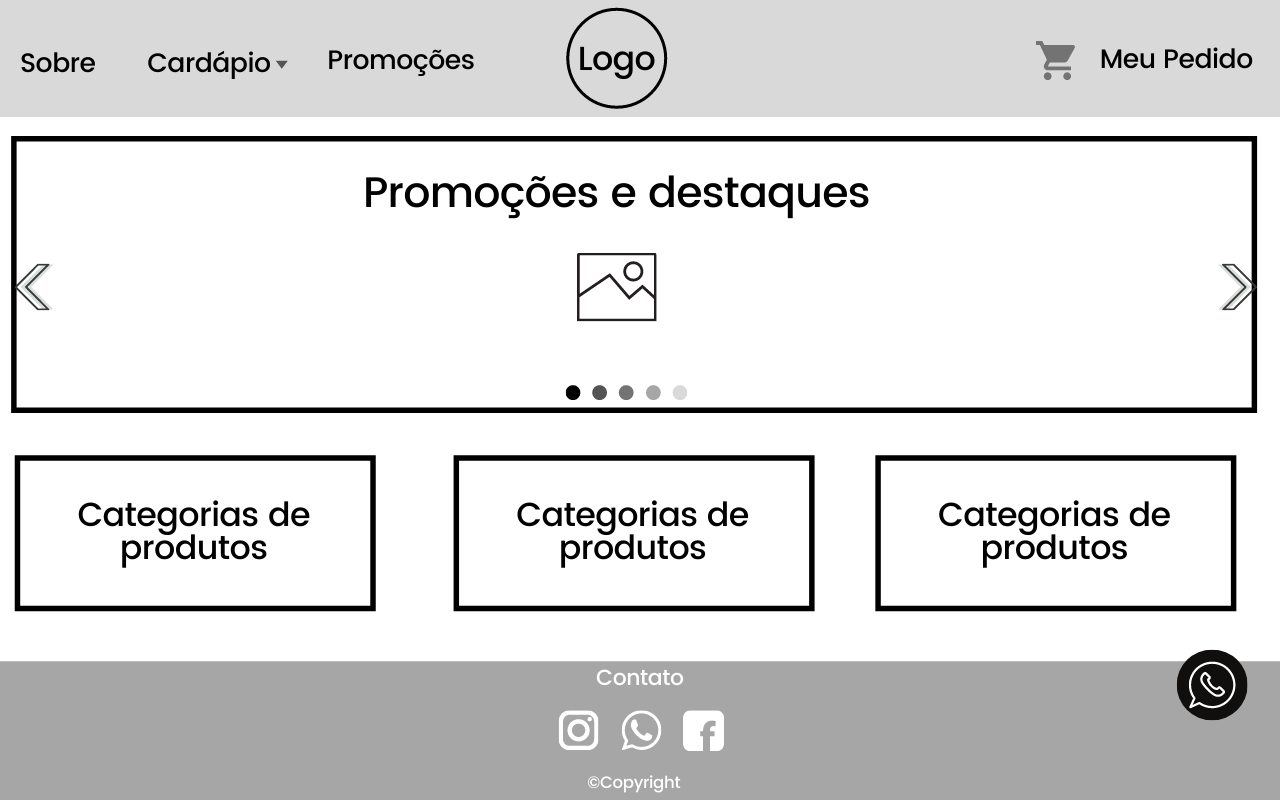 Sobre
Cardápio
Promoções
Logo
Meu Pedido
Promoções e destaques
Categorias de
produtos
Categorias de
produtos
Categorias de
produtos
Contato
©Copyright